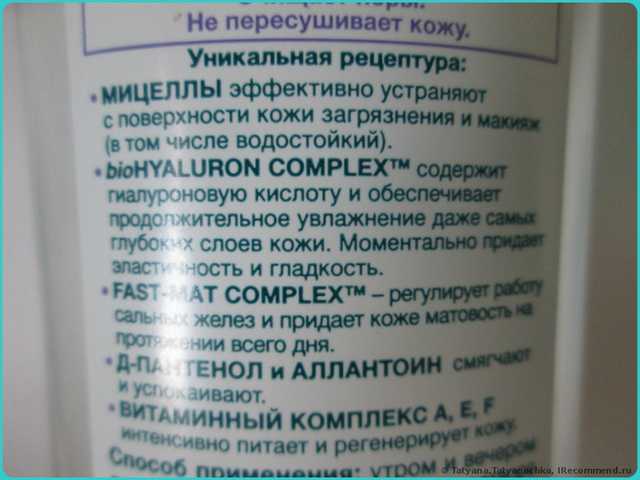 Очищает поры.
Не пересушивает кожу.
Уникальная рецептура:
• МИЦЕЛЛЫ эффективно устраняют
с поверхности кожи загрязнения и макияж
(в том числе водостойкий).
• bioHYALURON COMPLEX™ содержит
гиалуроновую кислоту и обеспечивает
продолжительное увлажнение даже самых
глубоких слоев кожи. Моментально придает
эластичность и гладкость.
• FAST-MAT COMPLEX™ – регулирует работу
сальных желез и придает коже матовость на
протяжении всего дня.
• Д-ПАНТЕНОЛ и АЛЛАНТОИН смягчают
и успокаивают.
• ВИТАМИННЫЙ КОМПЛЕКС А, Е, F
интенсивно питает и регенерирует кожу.
Способ применения: утром и вечером
© Tatyana.Tatyanochka, IRecommend.ru